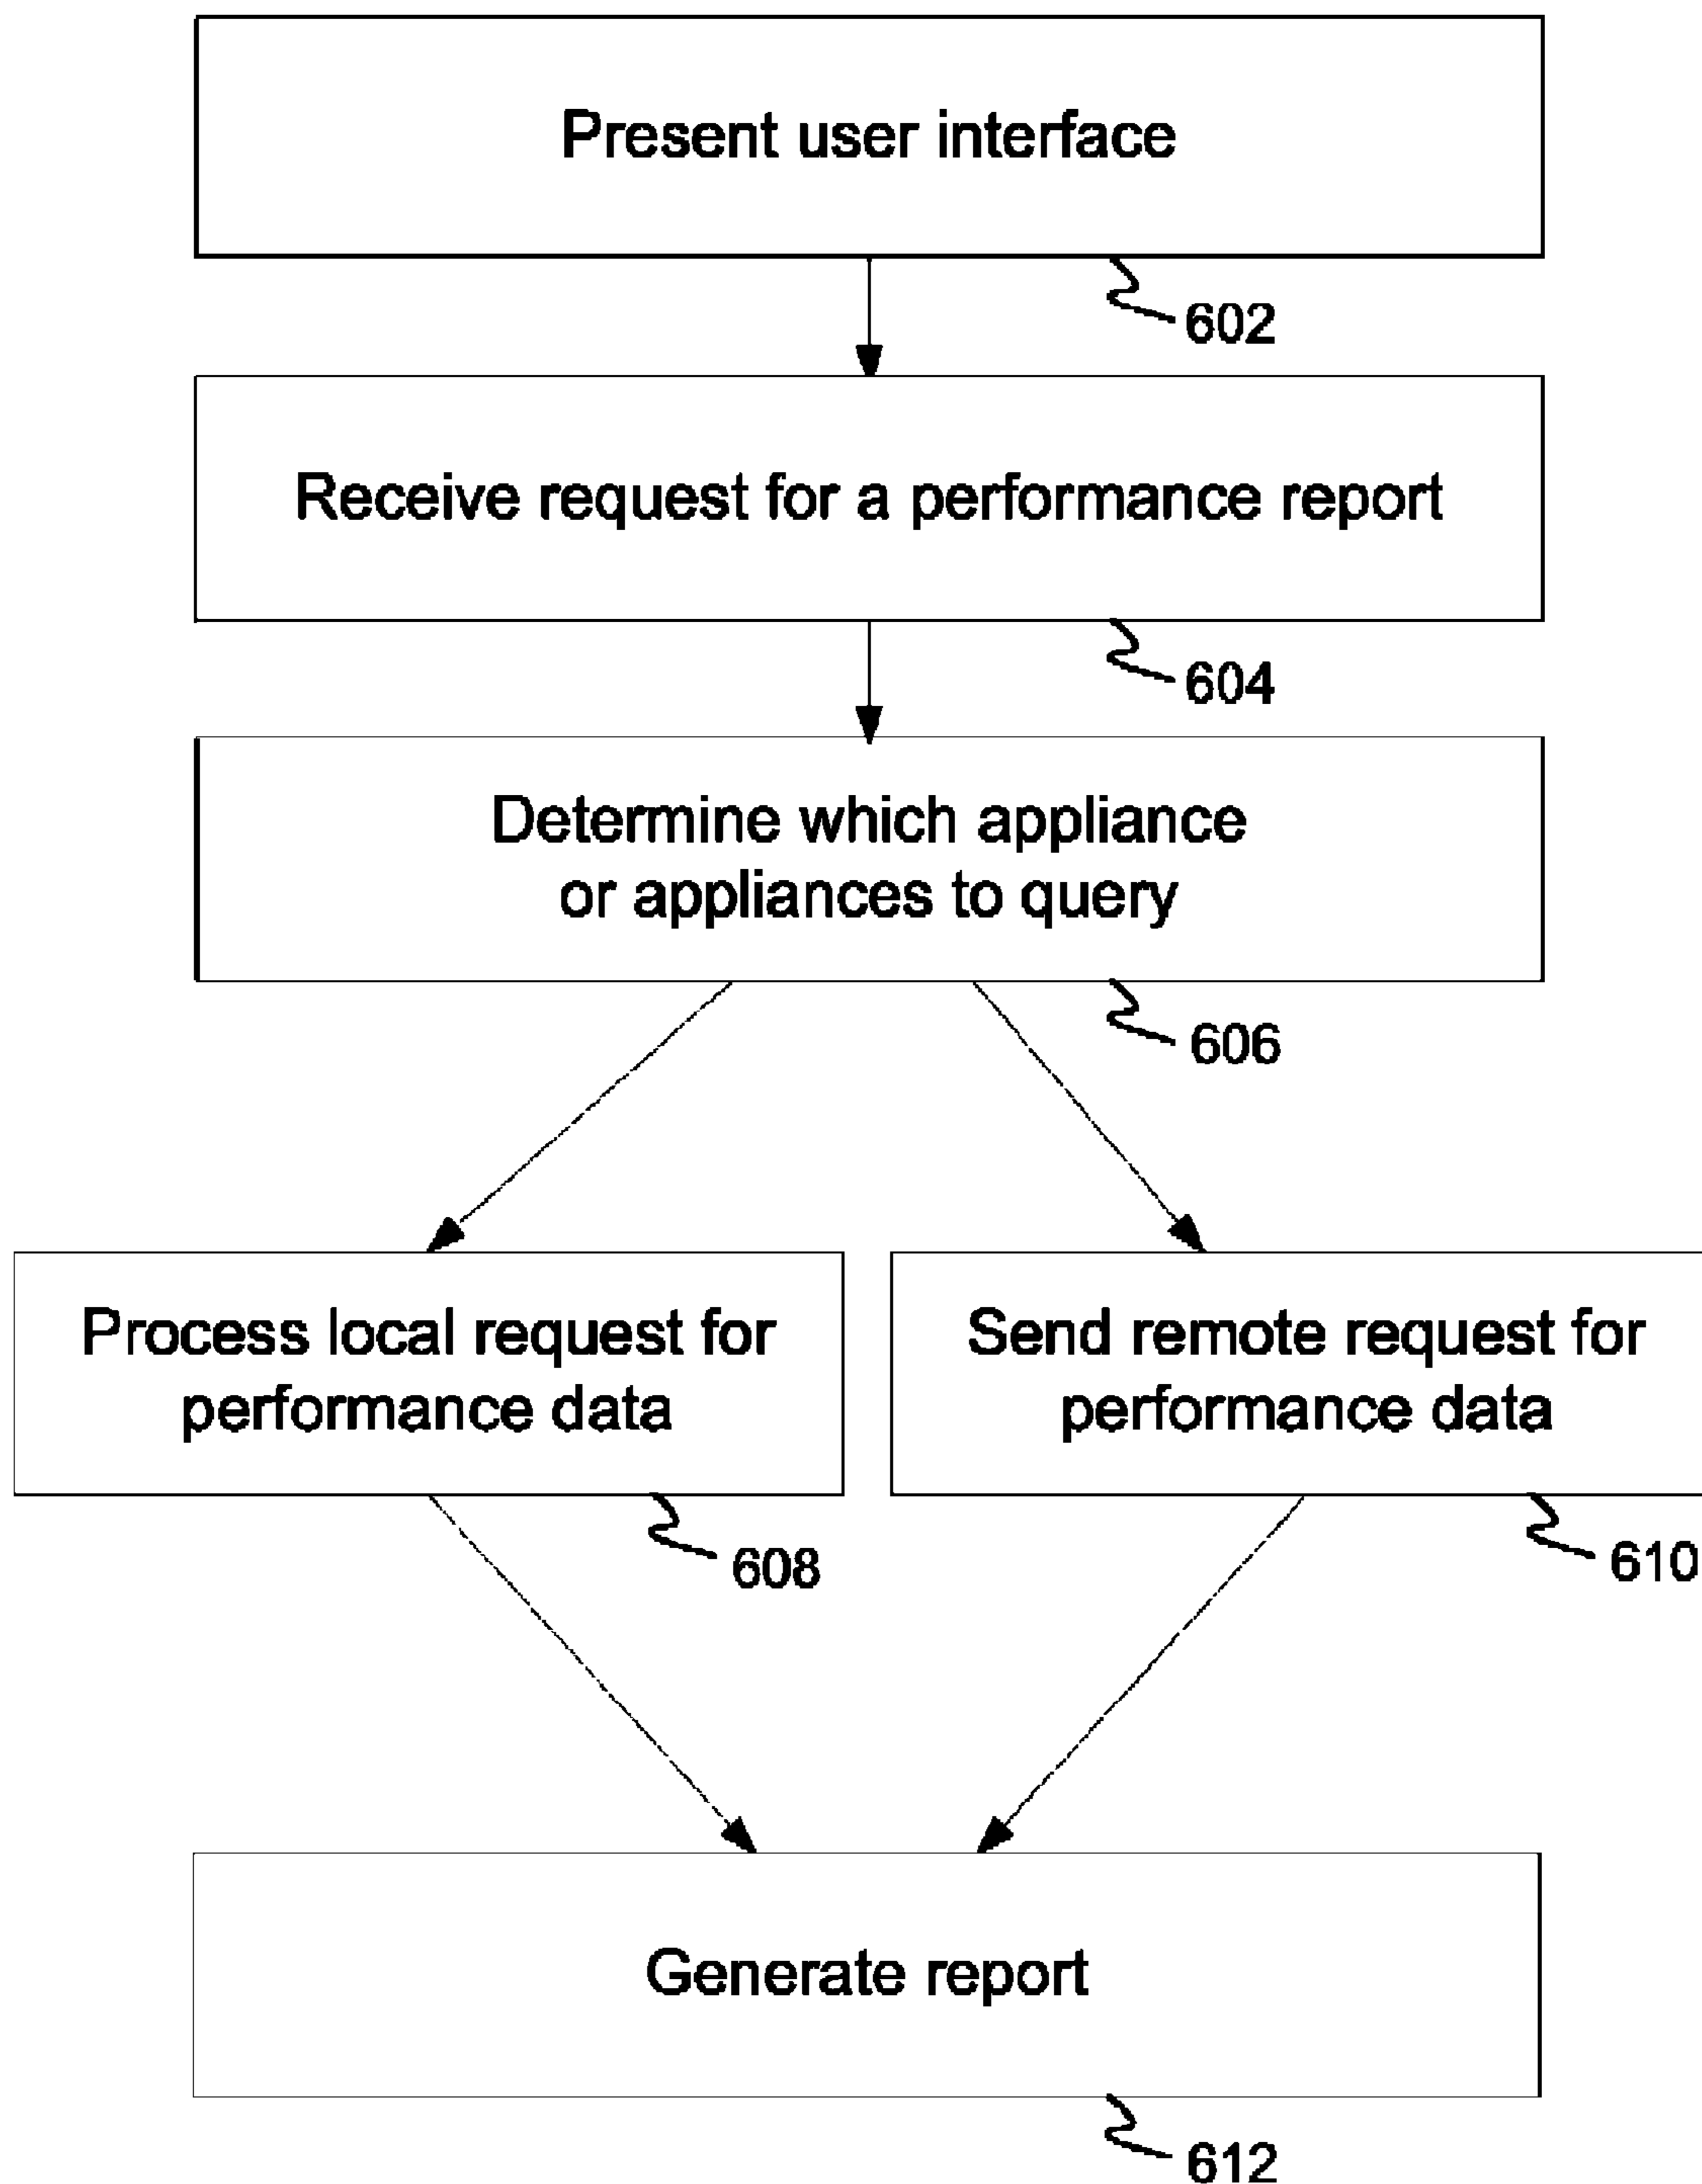 Present user interface
602
Receive request for a performance report
604
Determine which appliance
or appliances to query
606
Process local request for
performance data
608
Send remote request for
performance data
610
Generate report
612